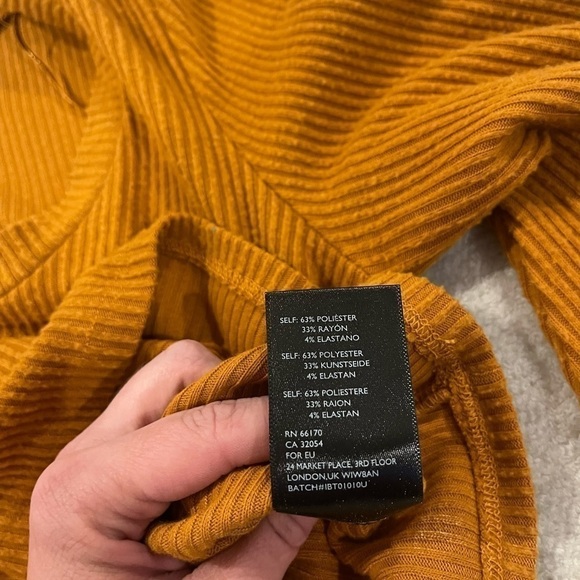 SELF: 63% POLIÉSTER
33% RAYÓN
4% ELASTANO
SELF: 63% POLYESTER
33% KUNSTSEIDE
4% ELASTAN
SELF: 63% POLIESTERE
33% RAION
4% ELASTAN
RN 66170
CA 32054
FOR EU
24 MARKET PLACE, 3RD FLOOR
LONDON,UK WIW8AN
BATCH#IBT01010U